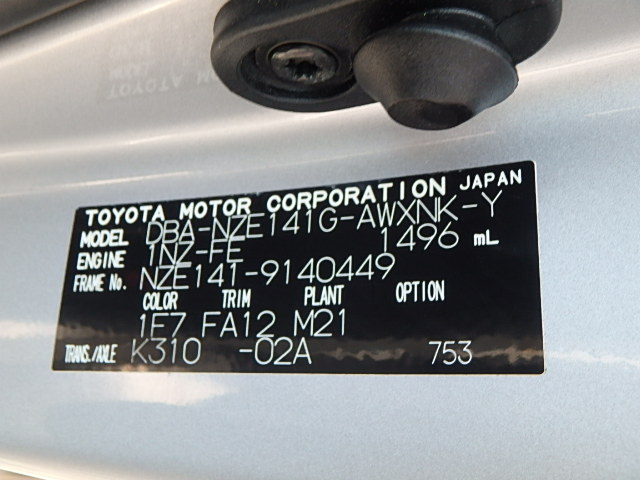 TOYOTA MOTOR CORPORATION JAPAN
MODEL DBA-NZE141G-AWXNK-Y
ENGINE 1NZ-FE 1496 mL
FRAME No. NZE141-9140449
COLOR TRIM PLANT OPTION
1F7 FA12 M21
TRANS./AXLE K310 -02A 753